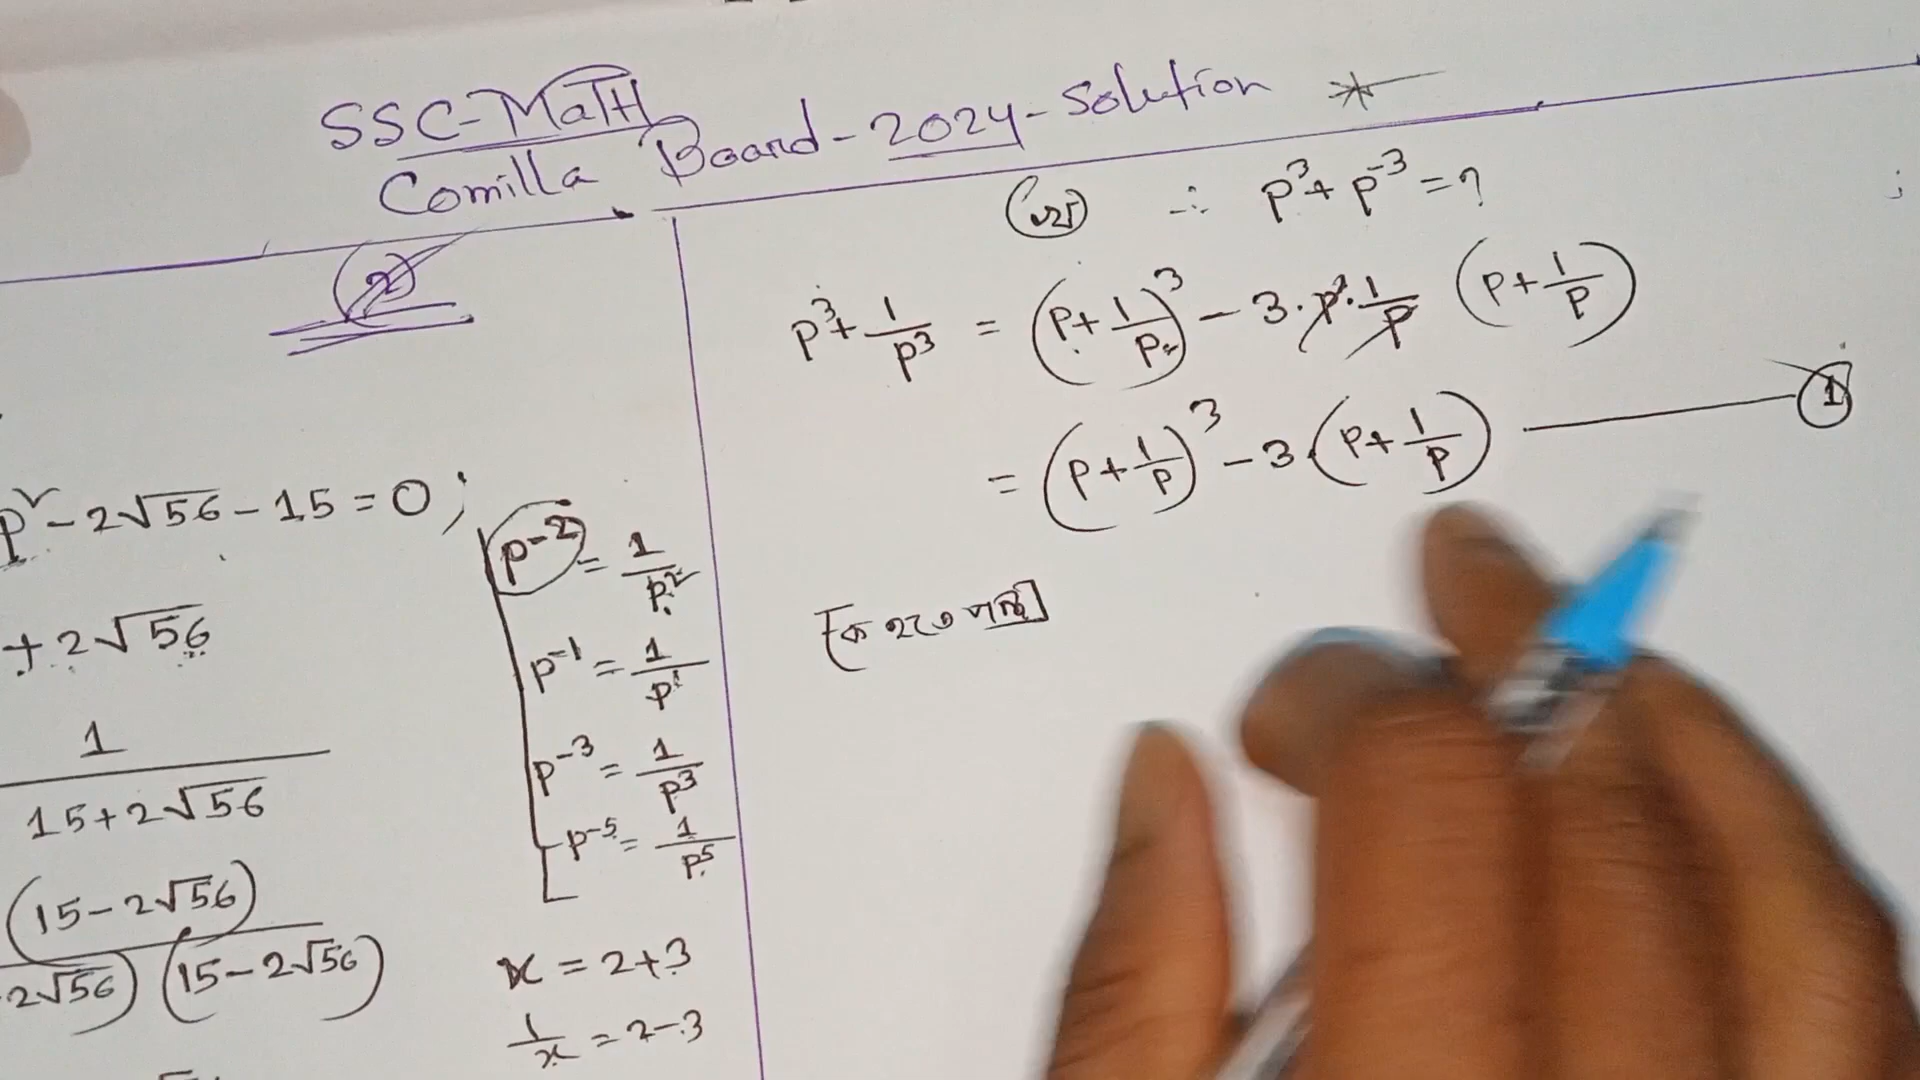 SSC-MATH
Comilla Board-2024-Solution *
p² - 2√56 - 15 = 0 ;
+ 2√56
1
15+2√56
(15-2√56)
2√56) (15-2√56)
p⁻² = 1/p²
p⁻¹ = 1/p¹
p⁻³ = 1/p³
p⁻⁵ = 1/p⁵
x = 2+3
1/x = 2-3
∴ p³ + p⁻³ = ?
p³ + 1/p³ = (p + 1/p)³ - 3.p.1/p (p + 1/p)
= (p + 1/p)³ - 3.(p + 1/p) —— 1
[ক হতে পাই]